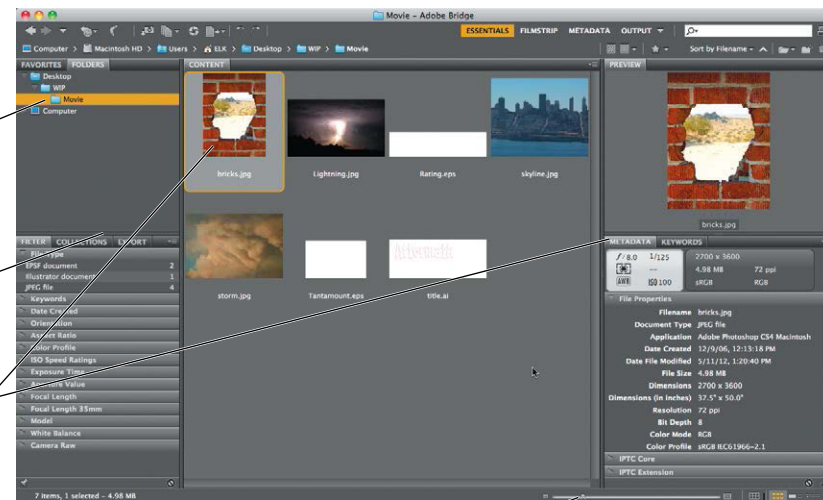 Movie – Adobe Bridge
ESSENTIALS FILMSTRIP METADATA OUTPUT
Computer > Macintosh HD > Users > ELK > Desktop > WIP > Movie
Sort by Filename
FAVORITES FOLDERS
Desktop
WIP
Movie
Computer
CONTENT
bricks.jpg
Lightning.jpg
Rating.eps
skyline.jpg
storm.jpg
Tantamount.eps
Aftermath
title.ai
PREVIEW
bricks.jpg
FILTER COLLECTIONS EXPORT
File Type
EPSF document 2
Illustrator document 1
JPEG file 4
Keywords
Date Created
Orientation
Aspect Ratio
Color Profile
ISO Speed Ratings
Exposure Time
Aperture Value
Focal Length
Focal Length 35mm
Model
White Balance
Camera Raw
METADATA KEYWORDS
f/8.0 1/125
-- 
AWB ISO100
2700 x 3600
4.98 MB 72 ppi
sRGB RGB
File Properties
Filename bricks.jpg
Document Type JPEG file
Application Adobe Photoshop CS4 Macintosh
Date Created 12/9/06, 12:13:18 PM
Date File Modified 5/11/12, 1:20:40 PM
File Size 4.98 MB
Dimensions 2700 x 3600
Dimensions (in inches) 37.5" x 50.0"
Resolution 72 ppi
Bit Depth 8
Color Mode RGB
Color Profile sRGB IEC61966-2.1
IPTC Core
IPTC Extension
7 items, 1 selected – 4.98 MB